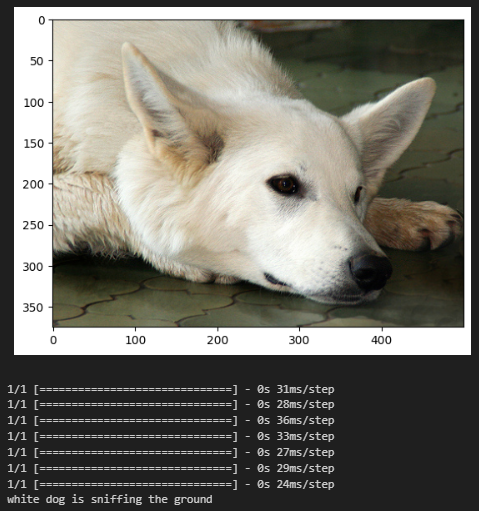 0
50
100
150
200
250
300
350
0 100 200 300 400
1/1 [==============================] - 0s 31ms/step
1/1 [==============================] - 0s 28ms/step
1/1 [==============================] - 0s 36ms/step
1/1 [==============================] - 0s 33ms/step
1/1 [==============================] - 0s 27ms/step
1/1 [==============================] - 0s 29ms/step
1/1 [==============================] - 0s 24ms/step
white dog is sniffing the ground